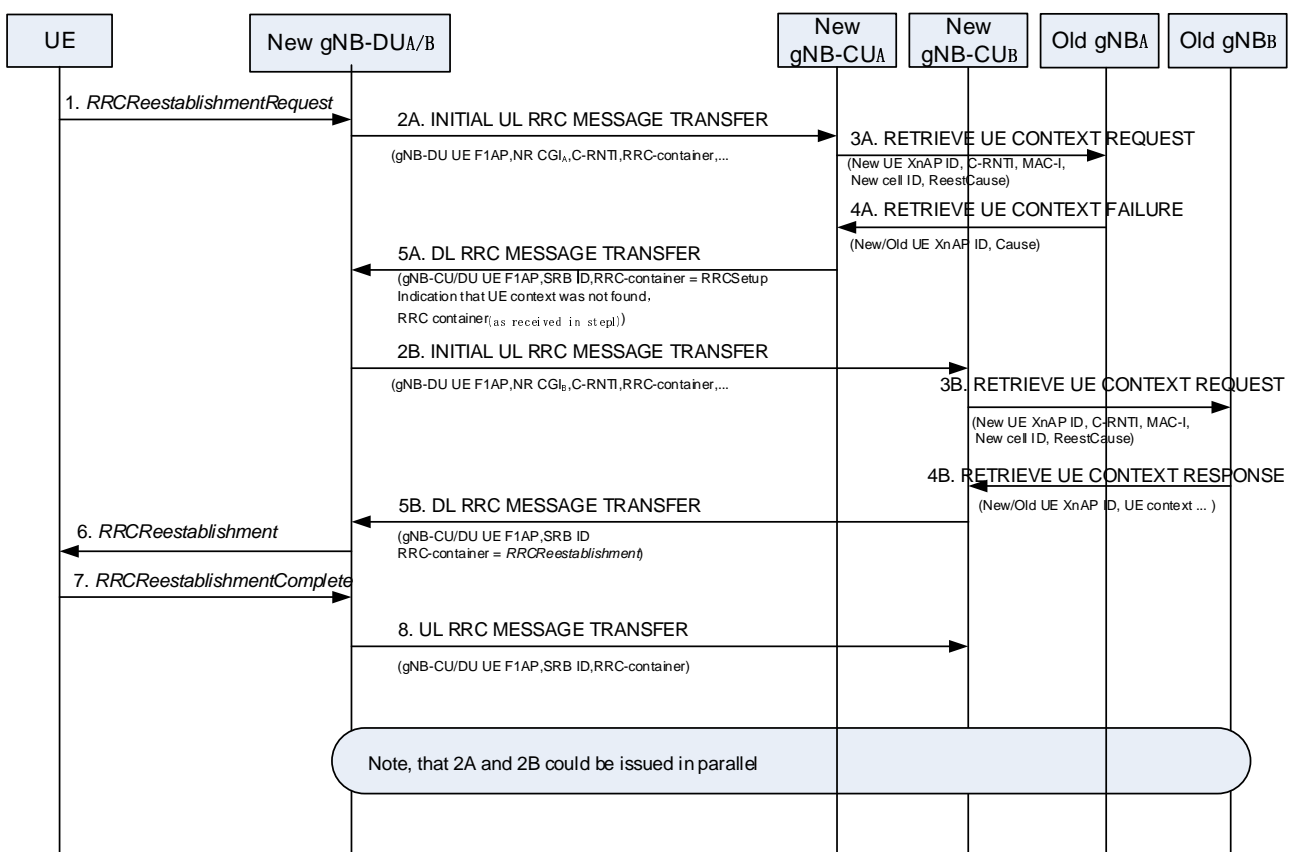 UE
New gNB-DUA/B
New
gNB-CUA
New
gNB-CUB
Old gNBA
Old gNBB
1. RRCReestablishmentRequest
2A. INITIAL UL RRC MESSAGE TRANSFER
(gNB-DU UE F1AP,NR CGIA,C-RNTI,RRC-container,...
3A. RETRIEVE UE CONTEXT REQUEST
(New UE XnAP ID, C-RNTI, MAC-I,
New cell ID, ReestCause)
4A. RETRIEVE UE CONTEXT FAILURE
(New/Old UE XnAP ID, Cause)
5A. DL RRC MESSAGE TRANSFER
(gNB-CU/DU UE F1AP,SRB ID,RRC-container = RRCSetup
Indication that UE context was not found,
RRC container(as received in step1))
2B. INITIAL UL RRC MESSAGE TRANSFER
(gNB-DU UE F1AP,NR CGIB,C-RNTI,RRC-container,...
3B. RETRIEVE UE CONTEXT REQUEST
(New UE XnAP ID, C-RNTI, MAC-I,
New cell ID, ReestCause)
4B. RETRIEVE UE CONTEXT RESPONSE
(New/Old UE XnAP ID, UE context ... )
5B. DL RRC MESSAGE TRANSFER
(gNB-CU/DU UE F1AP,SRB ID
RRC-container = RRCReestablishment)
6. RRCReestablishment
7. RRCReestablishmentComplete
8. UL RRC MESSAGE TRANSFER
(gNB-CU/DU UE F1AP,SRB ID,RRC-container)
Note, that 2A and 2B could be issued in parallel